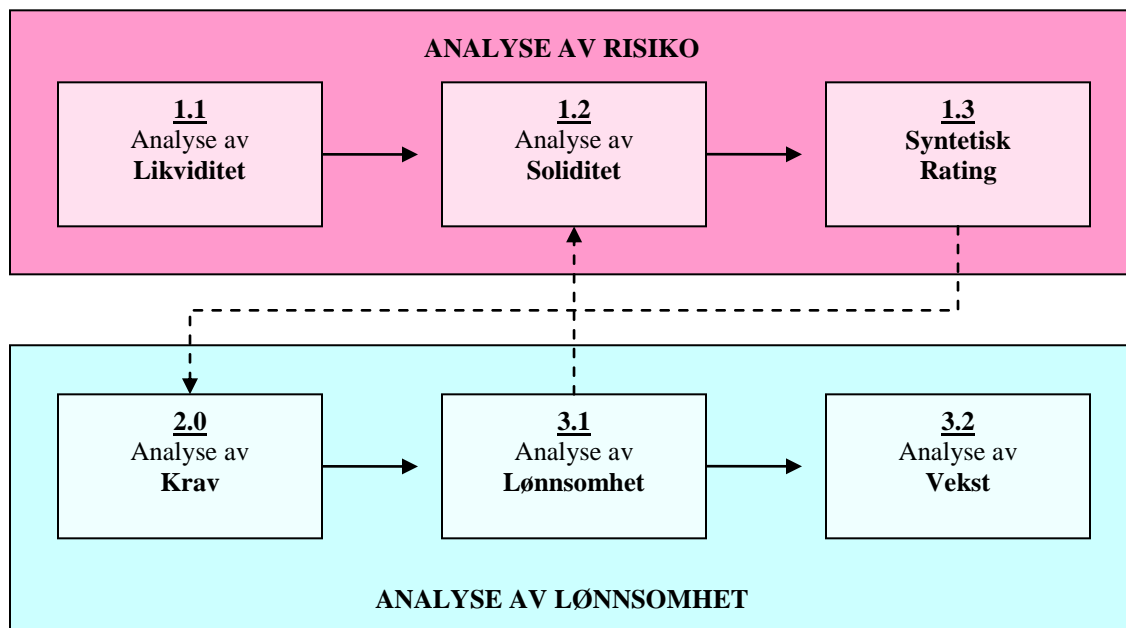 ANALYSE AV RISIKO
1.1
Analyse av
Likviditet
1.2
Analyse av
Soliditet
1.3
Syntetisk
Rating
2.0
Analyse av
Krav
3.1
Analyse av
Lønnsomhet
3.2
Analyse av
Vekst
ANALYSE AV LØNNSOMHET